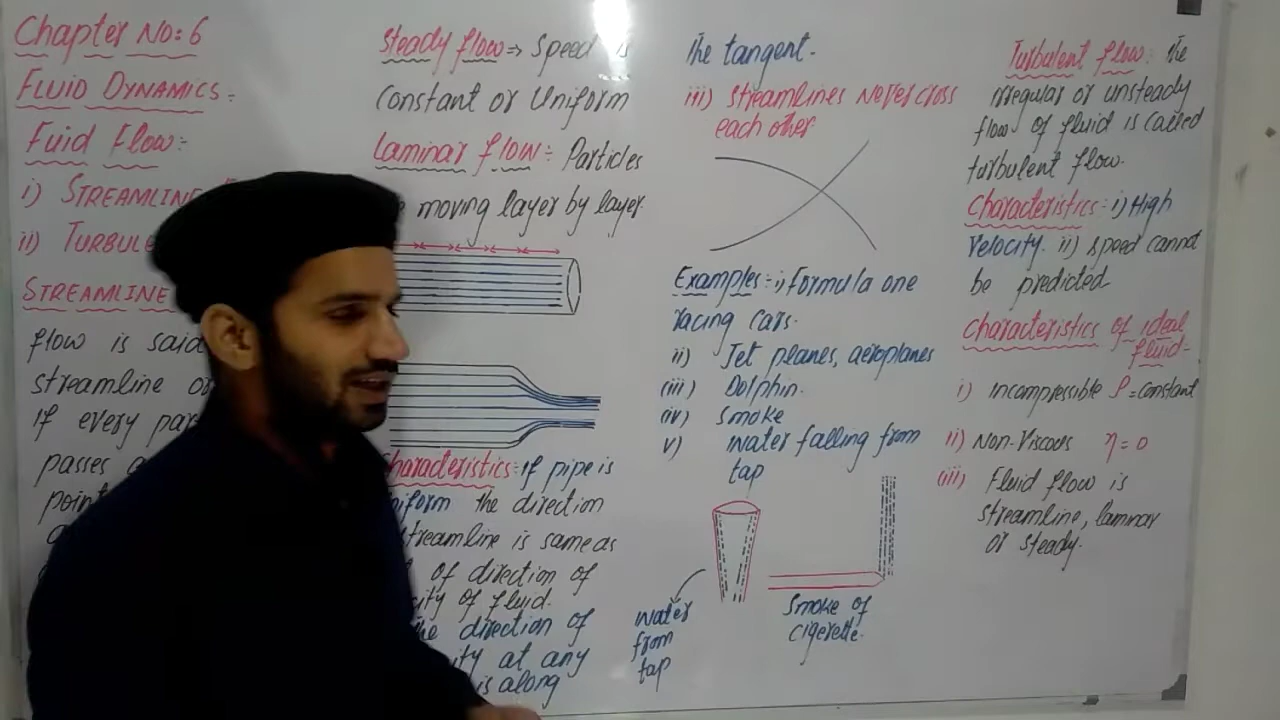 Chapter No: 6
FLUID DYNAMICS:-
Fuid Flow:-
i) STREAMLINE
ii) TURBULE
STREAMLINE
flow is said
streamline or
If every par
passes
point
Steady flow ⇒ Speed is
Constant or Uniform
Laminar flow:- Particles
moving layer by layer
Characteristics:- If pipe is
uniform the direction
streamline is same as
of direction of
city of fluid.
the direction of
ity at any
is along
the tangent.
iii) Streamlines never cross
each other.
Examples:- i) Formula one
racing cars.
ii) Jet planes, aeroplanes
(iii) Dolphin.
(iv) Smoke
v) Water falling from
tap
water
from
tap
Smoke of
cigerette.
Turbulent flow: The
irregular or unsteady
flow of fluid is called
turbulent flow.
Characteristics:- i) High
Velocity. ii) Speed cannot
be predicted
Characteristics of ideal
fluid-
i) Incompressible ρ = constant
ii) Non-Viscous η = 0
(iii) Fluid flow is
streamline, laminar
or steady.